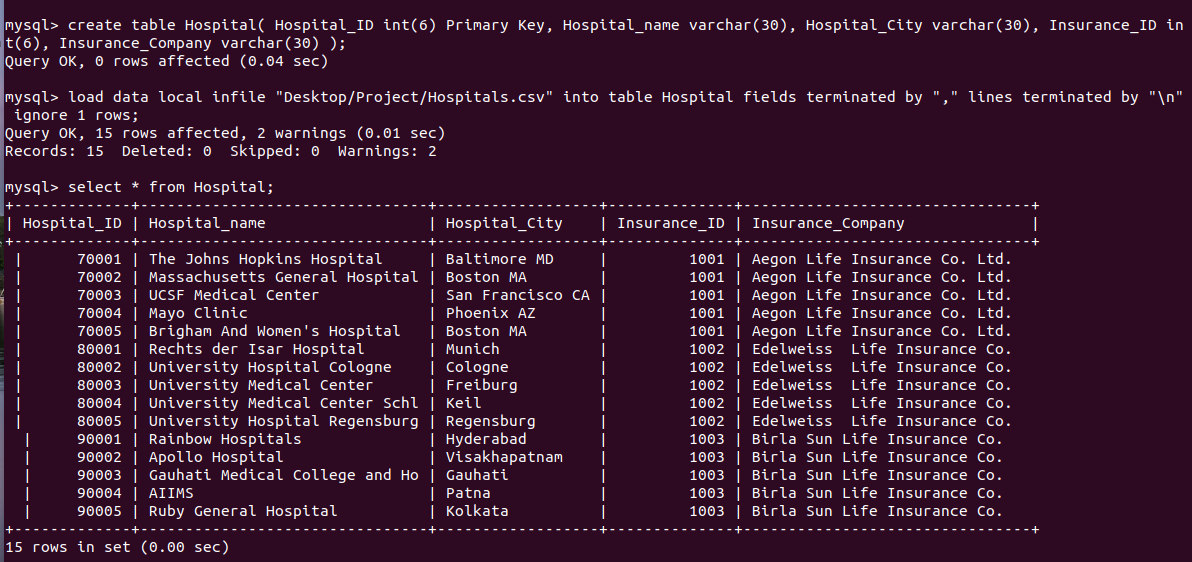 mysql> create table Hospital( Hospital_ID int(6) Primary Key, Hospital_name varchar(30), Hospital_City varchar(30), Insurance_ID in
t(6), Insurance_Company varchar(30) );
Query OK, 0 rows affected (0.04 sec)

mysql> load data local infile "Desktop/Project/Hospitals.csv" into table Hospital fields terminated by "," lines terminated by "\n"
 ignore 1 rows;
Query OK, 15 rows affected, 2 warnings (0.01 sec)
Records: 15  Deleted: 0  Skipped: 0  Warnings: 2

mysql> select * from Hospital;
+-------------+--------------------------------+------------------+--------------+--------------------------------+
| Hospital_ID | Hospital_name                  | Hospital_City    | Insurance_ID | Insurance_Company              |
+-------------+--------------------------------+------------------+--------------+--------------------------------+
 |      70001 | The Johns Hopkins Hospital     | Baltimore MD     |         1001 | Aegon Life Insurance Co. Ltd.
 |      70002 | Massachusetts General Hospital | Boston MA        |         1001 | Aegon Life Insurance Co. Ltd.
 |      70003 | UCSF Medical Center            | San Francisco CA |         1001 | Aegon Life Insurance Co. Ltd.
 |      70004 | Mayo Clinic                    | Phoenix AZ       |         1001 | Aegon Life Insurance Co. Ltd.
 |      70005 | Brigham And Women's Hospital   | Boston MA        |         1001 | Aegon Life Insurance Co. Ltd.
 |      80001 | Rechts der Isar Hospital       | Munich           |         1002 | Edelweiss  Life Insurance Co.
 |      80002 | University Hospital Cologne    | Cologne          |         1002 | Edelweiss  Life Insurance Co.
 |      80003 | University Medical Center      | Freiburg         |         1002 | Edelweiss  Life Insurance Co.
 |      80004 | University Medical Center Schl | Keil             |         1002 | Edelweiss  Life Insurance Co.
 |      80005 | University Hospital Regensburg | Regensburg       |         1002 | Edelweiss  Life Insurance Co.
  |     90001 | Rainbow Hospitals              | Hyderabad        |         1003 | Birla Sun Life Insurance Co.
  |     90002 | Apollo Hospital                | Visakhapatnam    |         1003 | Birla Sun Life Insurance Co.
  |     90003 | Gauhati Medical College and Ho | Gauhati          |         1003 | Birla Sun Life Insurance Co.
  |     90004 | AIIMS                          | Patna            |         1003 | Birla Sun Life Insurance Co.
  |     90005 | Ruby General Hospital          | Kolkata          |         1003 | Birla Sun Life Insurance Co.
+-------------+--------------------------------+------------------+--------------+--------------------------------+
15 rows in set (0.00 sec)